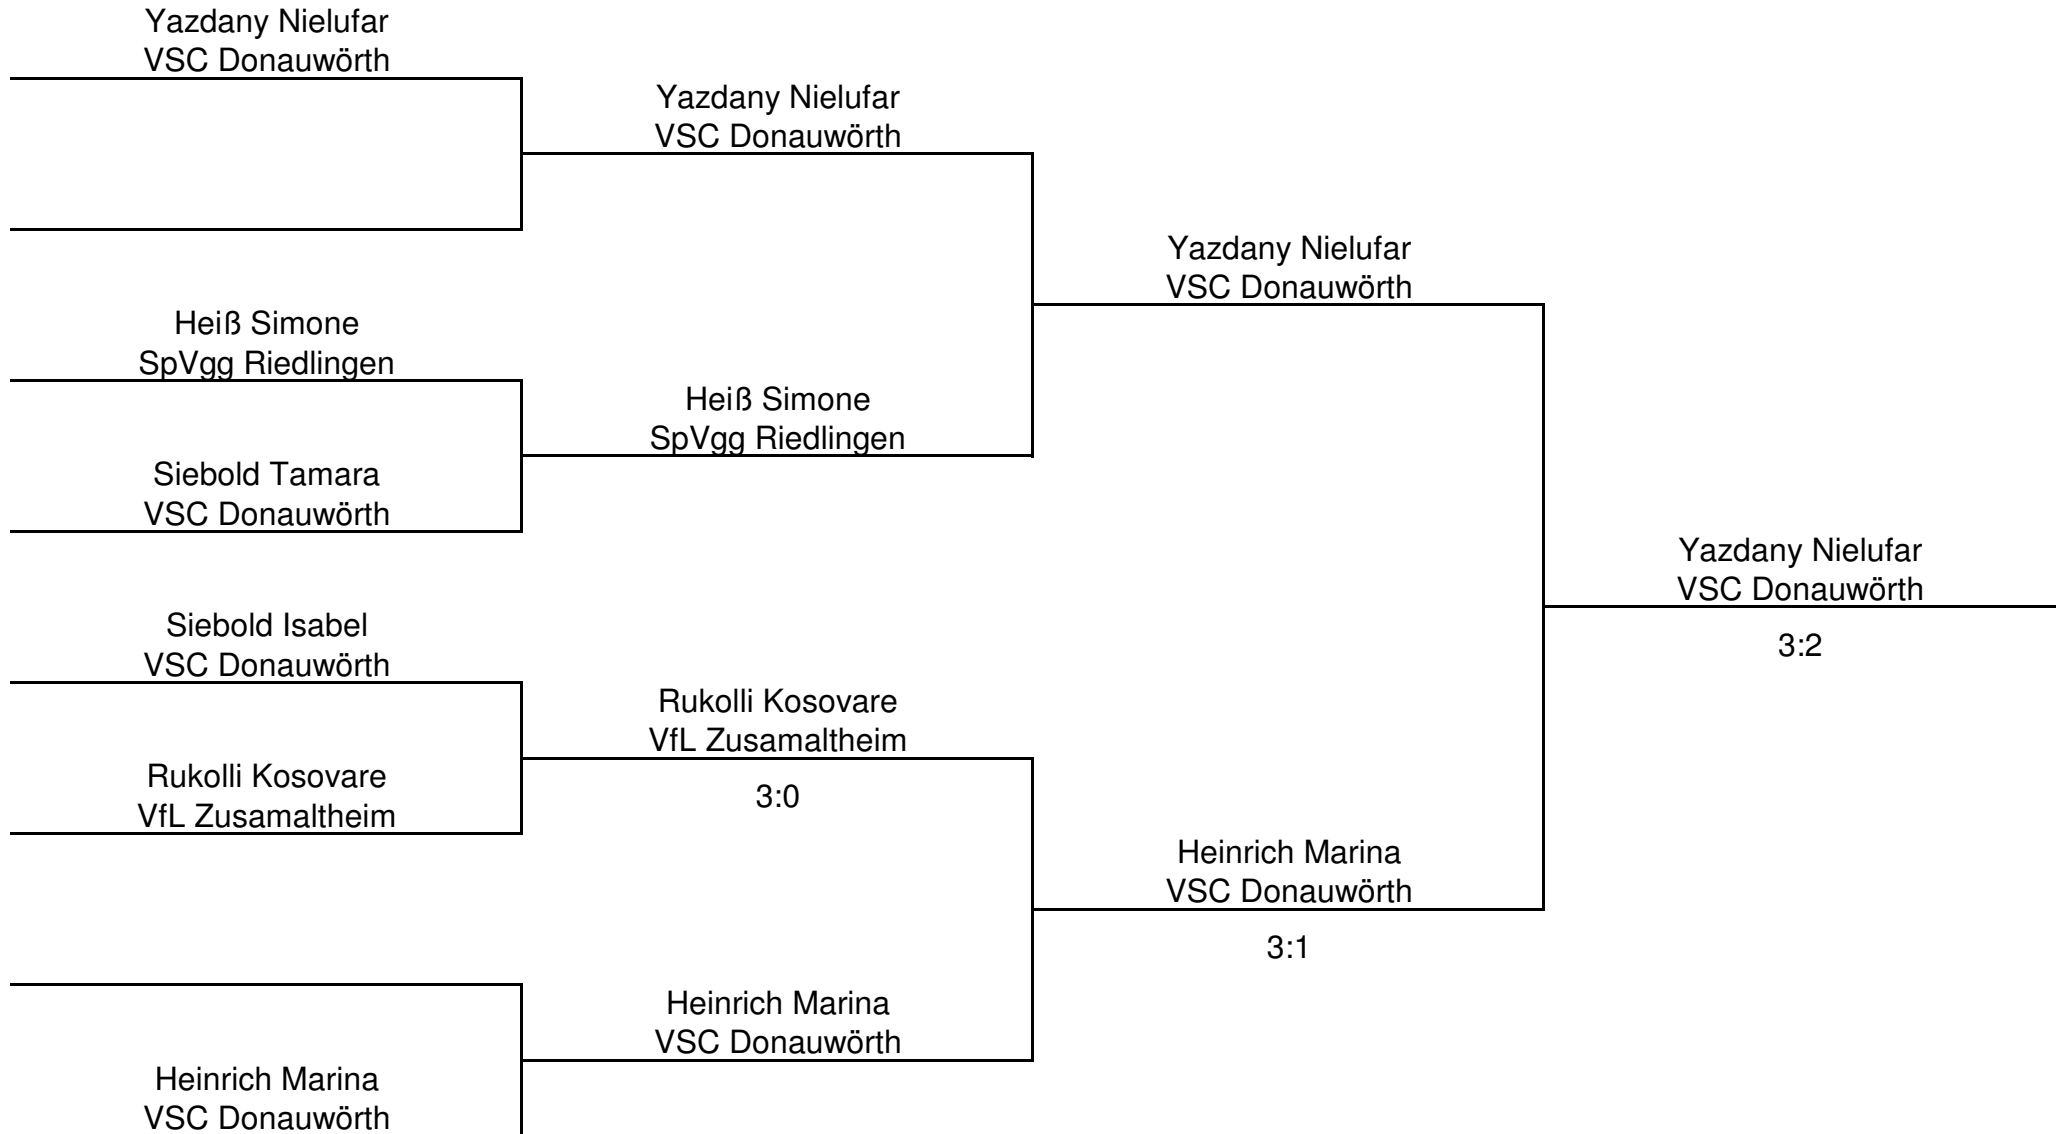 Yazdany Nielufar
VSC Donauwörth
Yazdany Nielufar
VSC Donauwörth
Yazdany Nielufar
VSC Donauwörth
Heiß Simone
SpVgg Riedlingen
Heiß Simone
SpVgg Riedlingen
Siebold Tamara
VSC Donauwörth
Yazdany Nielufar
VSC Donauwörth
3:2
Siebold Isabel
VSC Donauwörth
Rukolli Kosovare
VfL Zusamaltheim
3:0
Rukolli Kosovare
VfL Zusamaltheim
Heinrich Marina
VSC Donauwörth
3:1
Heinrich Marina
VSC Donauwörth
Heinrich Marina
VSC Donauwörth